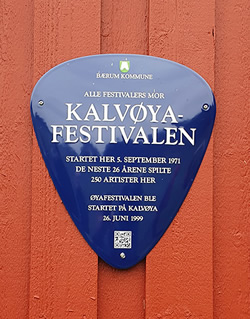 BÆRUM KOMMUNE
ALLE FESTIVALERS MOR
KALVØYA-
FESTIVALEN
STARTET HER 5. SEPTEMBER 1971
DE NESTE 26 ÅRENE SPILTE
250 ARTISTER HER
ØYAFESTIVALEN BLE
STARTET PÅ KALVØYA
26. JUNI 1999